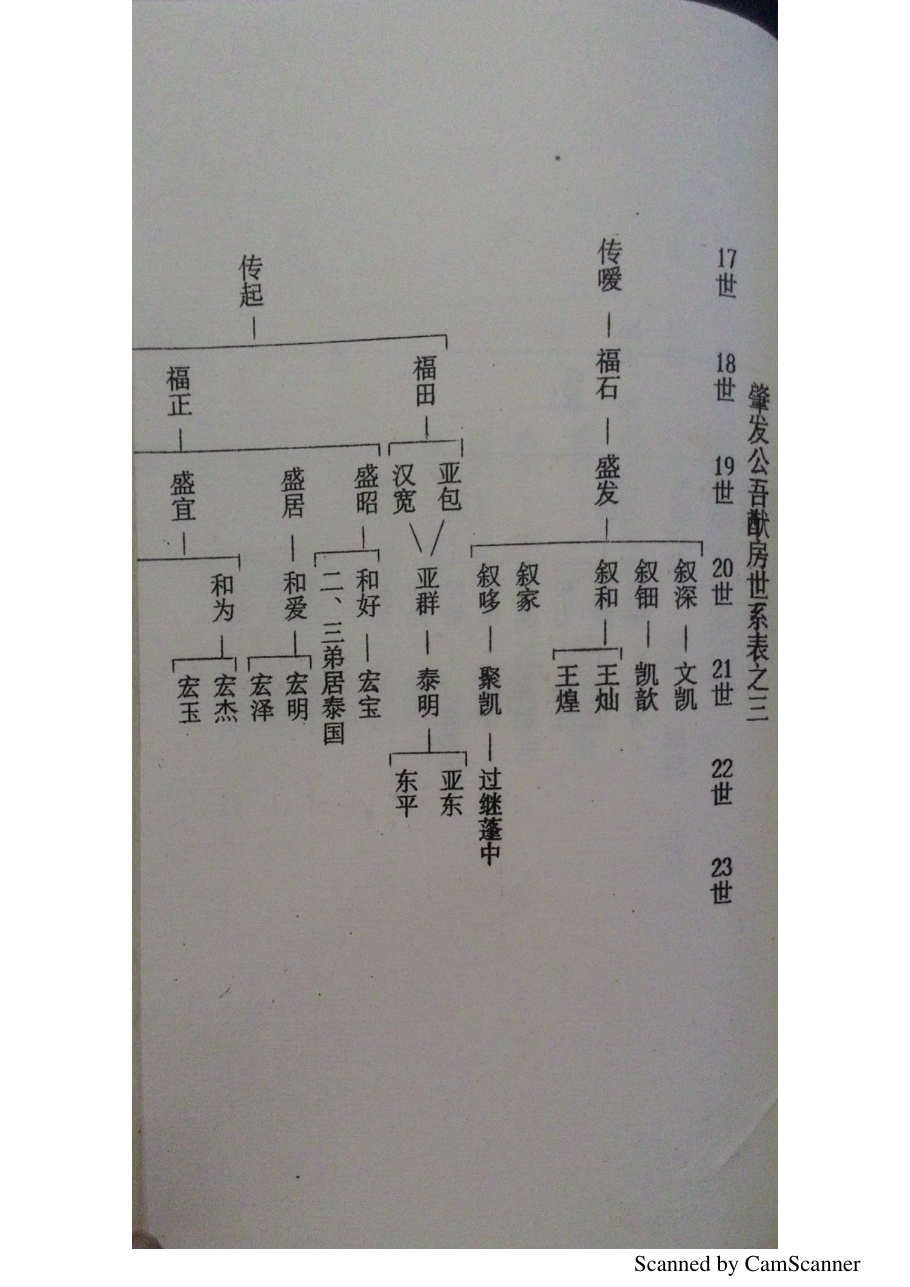 肇发公吾猷房世系表之三
17世
18世
19世
20世
21世
22世
23世
传嗳
福石
盛发
叙深
叙钿
叙和
叙家
叙哆
文凯
凯歆
王灿
王煌
聚凯
过继蓬中
传起
福田
亚包
汉宽
亚群
泰明
亚东
东平
福正
盛昭
和好
二、三弟居泰国
宏宝
盛居
和爱
宏明
宏泽
盛宜
和为
宏杰
宏玉
Scanned by CamScanner